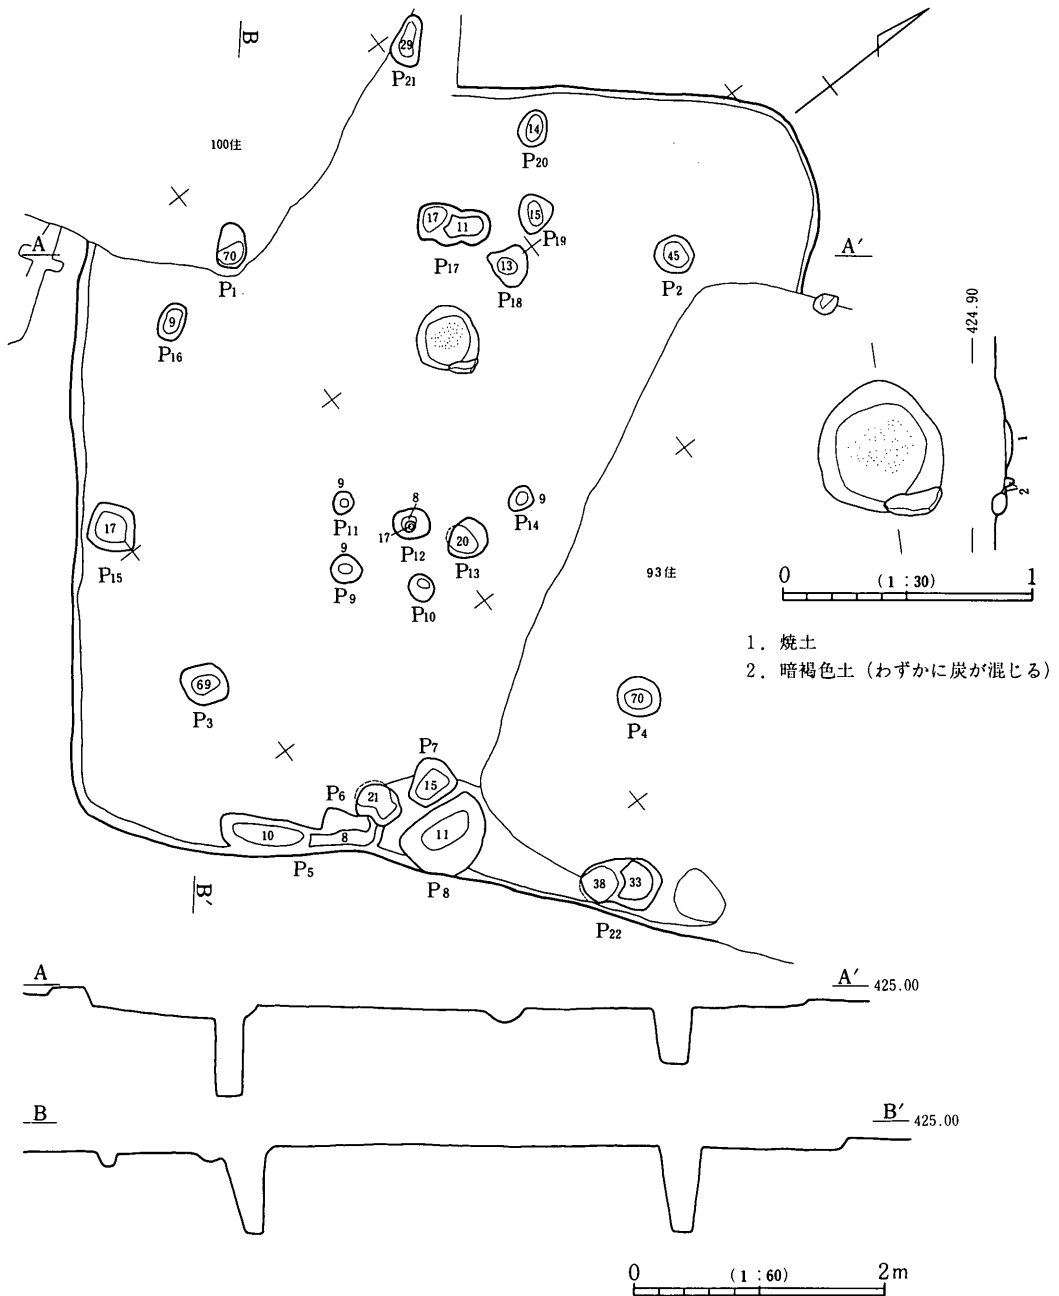 B
29
P21
100住
14
P20
17
11
15
P19
P17
13
P18
A
70
P1
45
P2
A'
9
P16
424.90
1
2
9
P11
8
17
P12
20
P13
9
P14
17
P15
9
P9
P10
93住
0 (1:30) 1
1. 焼土
2. 暗褐色土(わずかに炭が混じる)
69
P3
70
P4
P7
15
P6
21
10
8
P5
11
P8
38
33
P22
B'
A
A' 425.00
B
B' 425.00
0 (1:60) 2m